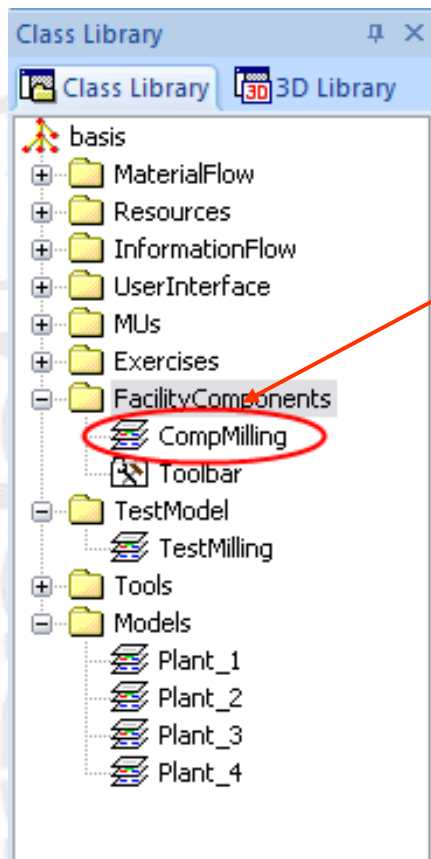 Class Library
Class Library 3D Library
basis
MaterialFlow
Resources
InformationFlow
UserInterface
MUs
Exercises
FacilityComponents
CompMilling
Toolbar
TestModel
TestMilling
Tools
Models
Plant_1
Plant_2
Plant_3
Plant_4